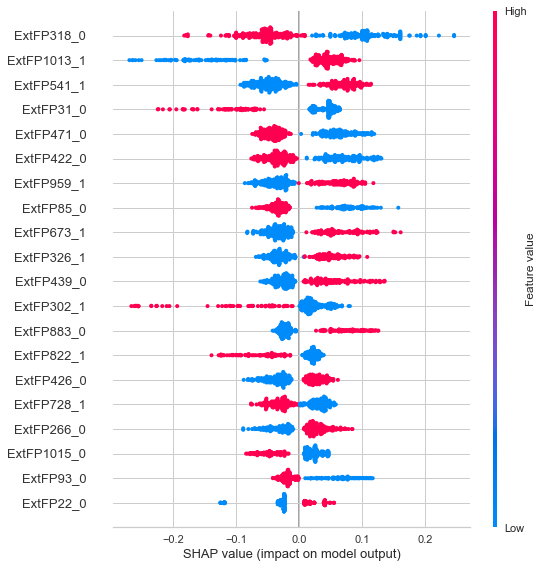 High
ExtFP318_0
ExtFP1013_1
ExtFP541_1
ExtFP31_0
ExtFP471_0
ExtFP422_0
ExtFP959_1
ExtFP85_0
ExtFP673_1
ExtFP326_1
ExtFP439_0
ExtFP302_1
ExtFP883_0
ExtFP822_1
ExtFP426_0
ExtFP728_1
ExtFP266_0
ExtFP1015_0
ExtFP93_0
ExtFP22_0
Feature value
Low
−0.2 −0.1 0.0 0.1 0.2
SHAP value (impact on model output)